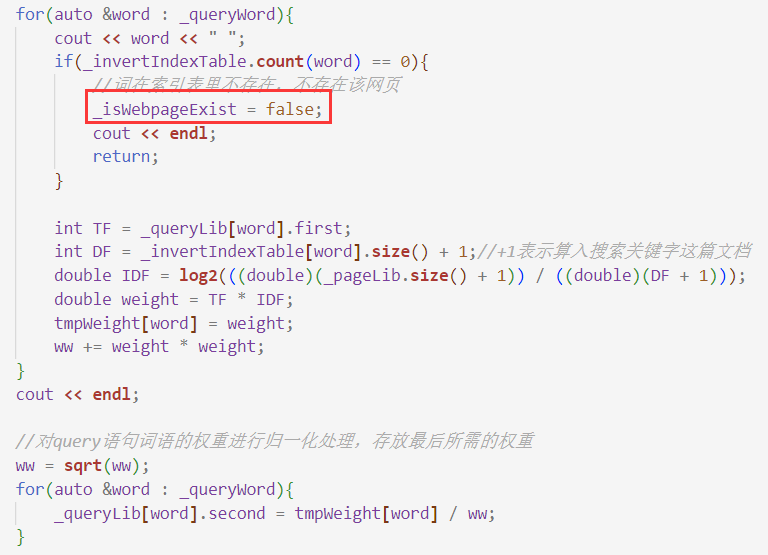 for(auto &word : _queryWord){
cout << word << " ";
if(_invertIndexTable.count(word) == 0){
//词在索引表里不存在，不存在该网页
_isWebpageExist = false;
cout << endl;
return;
}
int TF = _queryLib[word].first;
int DF = _invertIndexTable[word].size() + 1;//+1表示算入搜索关键字这篇文档
double IDF = log2(((double)(_pageLib.size() + 1)) / ((double)(DF + 1)));
double weight = TF * IDF;
tmpWeight[word] = weight;
ww += weight * weight;
}
cout << endl;
//对query语句词语的权重进行归一化处理，存放最后所需的权重
ww = sqrt(ww);
for(auto &word : _queryWord){
_queryLib[word].second = tmpWeight[word] / ww;
}